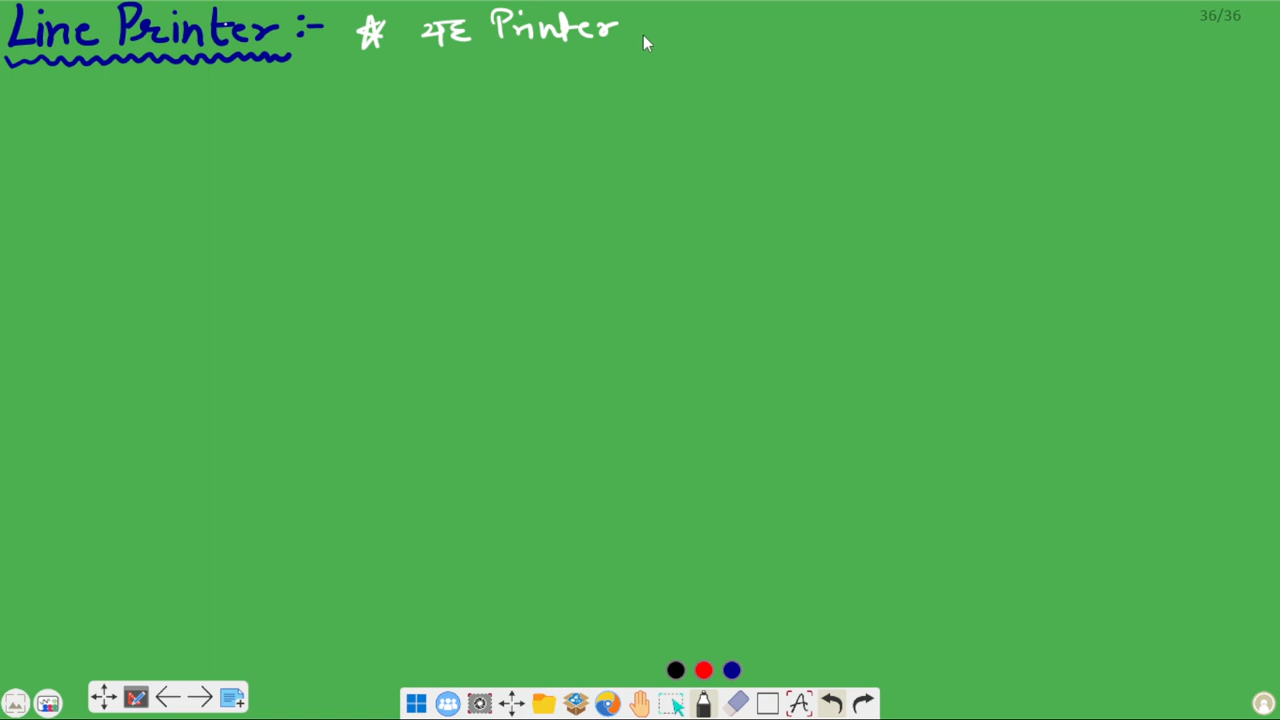 Line Printer :- ☆ यह Printer
36/36